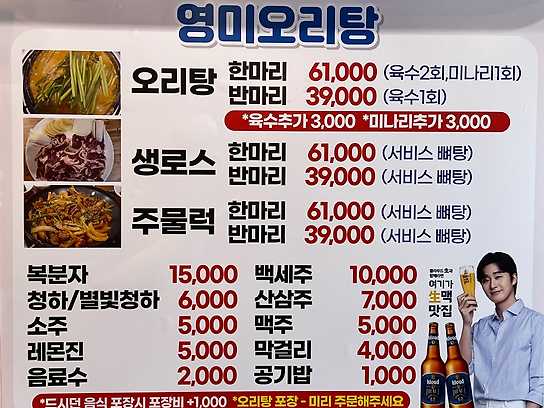 영미오리탕
오리탕 한마리 61,000 (육수2회,미나리1회)
반마리 39,000 (육수1회)
*육수추가 3,000 *미나리추가 3,000
생로스 한마리 61,000 (서비스 뼈탕)
반마리 39,000 (서비스 뼈탕)
주물럭 한마리 61,000 (서비스 뼈탕)
반마리 39,000 (서비스 뼈탕)
복분자 15,000 백세주 10,000
청하/별빛청하 6,000 산삼주 7,000
소주 5,000 맥주 5,000
레몬진 5,000 막걸리 4,000
음료수 2,000 공기밥 1,000
여기가
生맥
맛집
kloud
kloud
*드시던 음식 포장시 포장비 +1,000 *오리탕 포장 - 미리 주문해주세요